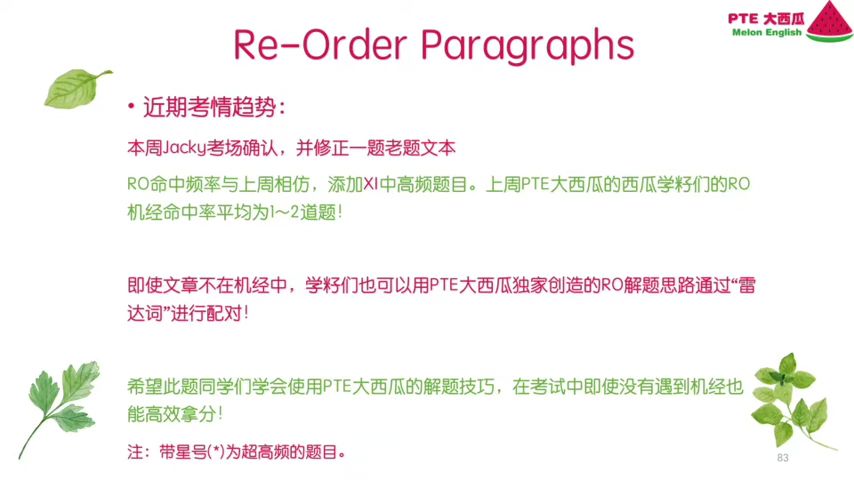 PTE 大西瓜
Melon English
Re-Order Paragraphs
• 近期考情趋势：
本周Jacky考场确认，并修正一题老题文本
RO命中频率与上周相仿，添加XI中高频题目。上周PTE大西瓜的西瓜学籽们的RO
机经命中率平均为1～2道题！
即使文章不在机经中，学籽们也可以用PTE大西瓜独家创造的RO解题思路通过“雷
达词”进行配对！
希望此题同学们学会使用PTE大西瓜的解题技巧，在考试中即使没有遇到机经也
能高效拿分！
注：带星号(*)为超高频的题目。
83